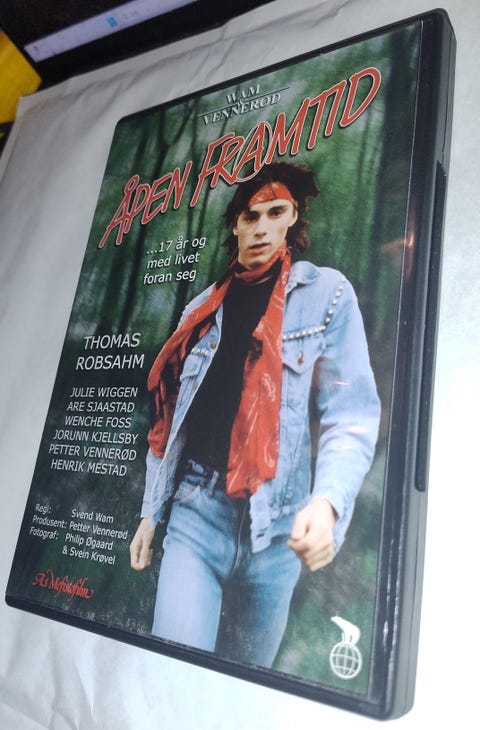 WAM
&
VENNERØD
ÅPEN FRAMTID
...17 år og
med livet
foran seg
THOMAS
ROBSAHM
JULIE WIGGEN
ARE SJAASTAD
WENCHE FOSS
JORUNN KJELLSBY
PETTER VENNERØD
HENRIK MESTAD
Regi: Svend Wam
Produsent: Petter Vennerød
Fotograf: Philip Øgaard
& Svein Krøvel
As Mefistofilm